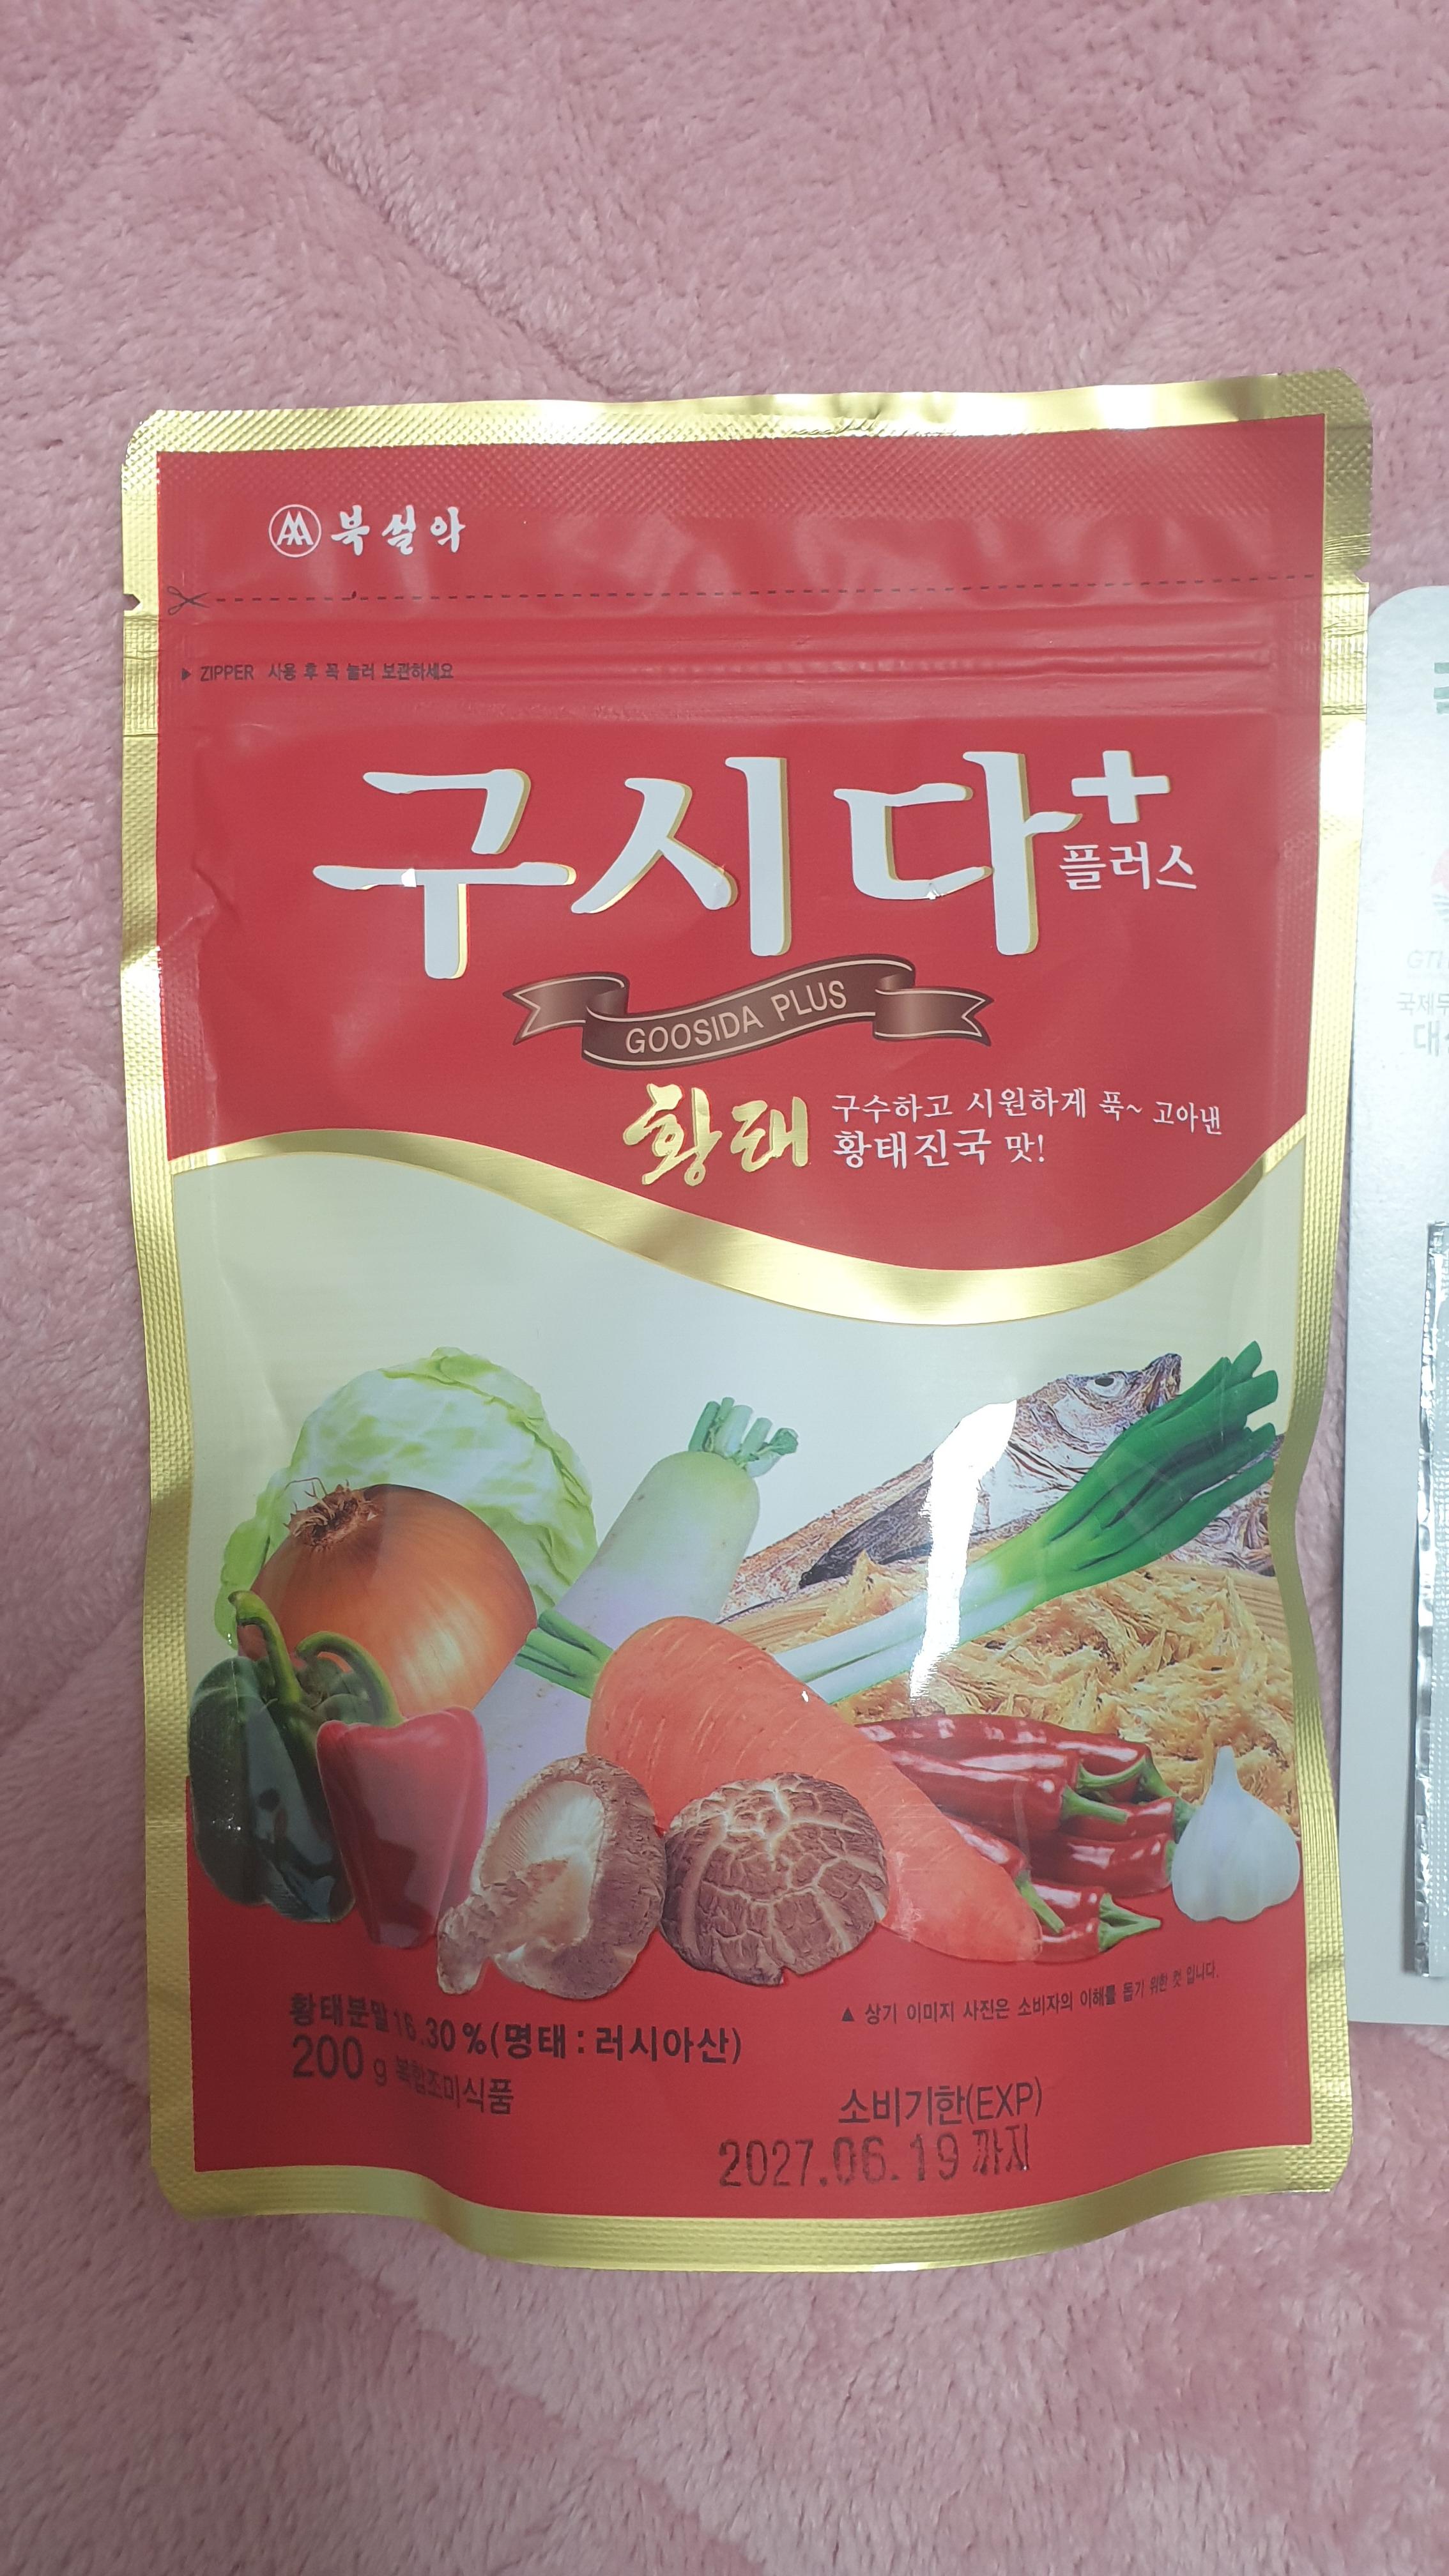 북설악
▶ ZIPPER 사용 후 꼭 눌러 보관하세요
구시다+
플러스
GOOSIDA PLUS
황태
구수하고 시원하게 푹~ 고아낸
황태진국 맛!
▲ 상기 이미지 사진은 소비자의 이해를 돕기 위한 컷 입니다.
황태분말 16.30%(명태:러시아산)
200g 복합조미식품
소비기한(EXP)
2027.06.19 까지
국제무